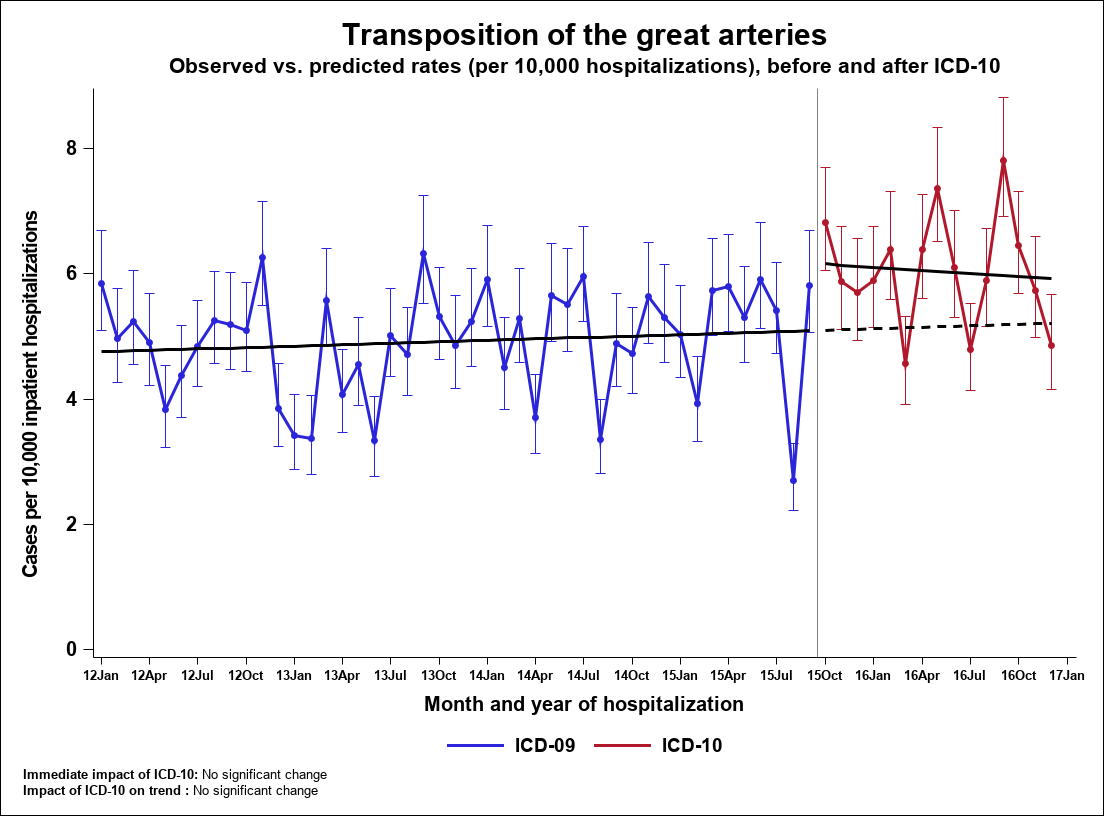 Transposition of the great arteries
Observed vs. predicted rates (per 10,000 hospitalizations), before and after ICD-10
Cases per 10,000 inpatient hospitalizations
8
6
4
2
0
12Jan 12Apr 12Jul 12Oct 13Jan 13Apr 13Jul 13Oct 14Jan 14Apr 14Jul 14Oct 15Jan 15Apr 15Jul 15Oct 16Jan 16Apr 16Jul 16Oct 17Jan
Month and year of hospitalization
ICD-09 ICD-10
Immediate impact of ICD-10: No significant change
Impact of ICD-10 on trend : No significant change